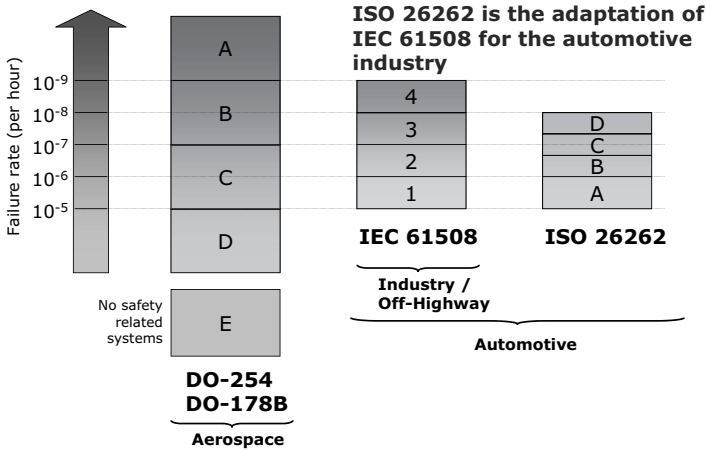 ISO 26262 is the adaptation of
IEC 61508 for the automotive
industry
Failure rate (per hour)
10-9
10-8
10-7
10-6
10-5
A
B
C
D
No safety
related
systems
E
DO-254
DO-178B
Aerospace
4
3
2
1
IEC 61508
Industry /
Off-Highway
D
C
B
A
ISO 26262
Automotive